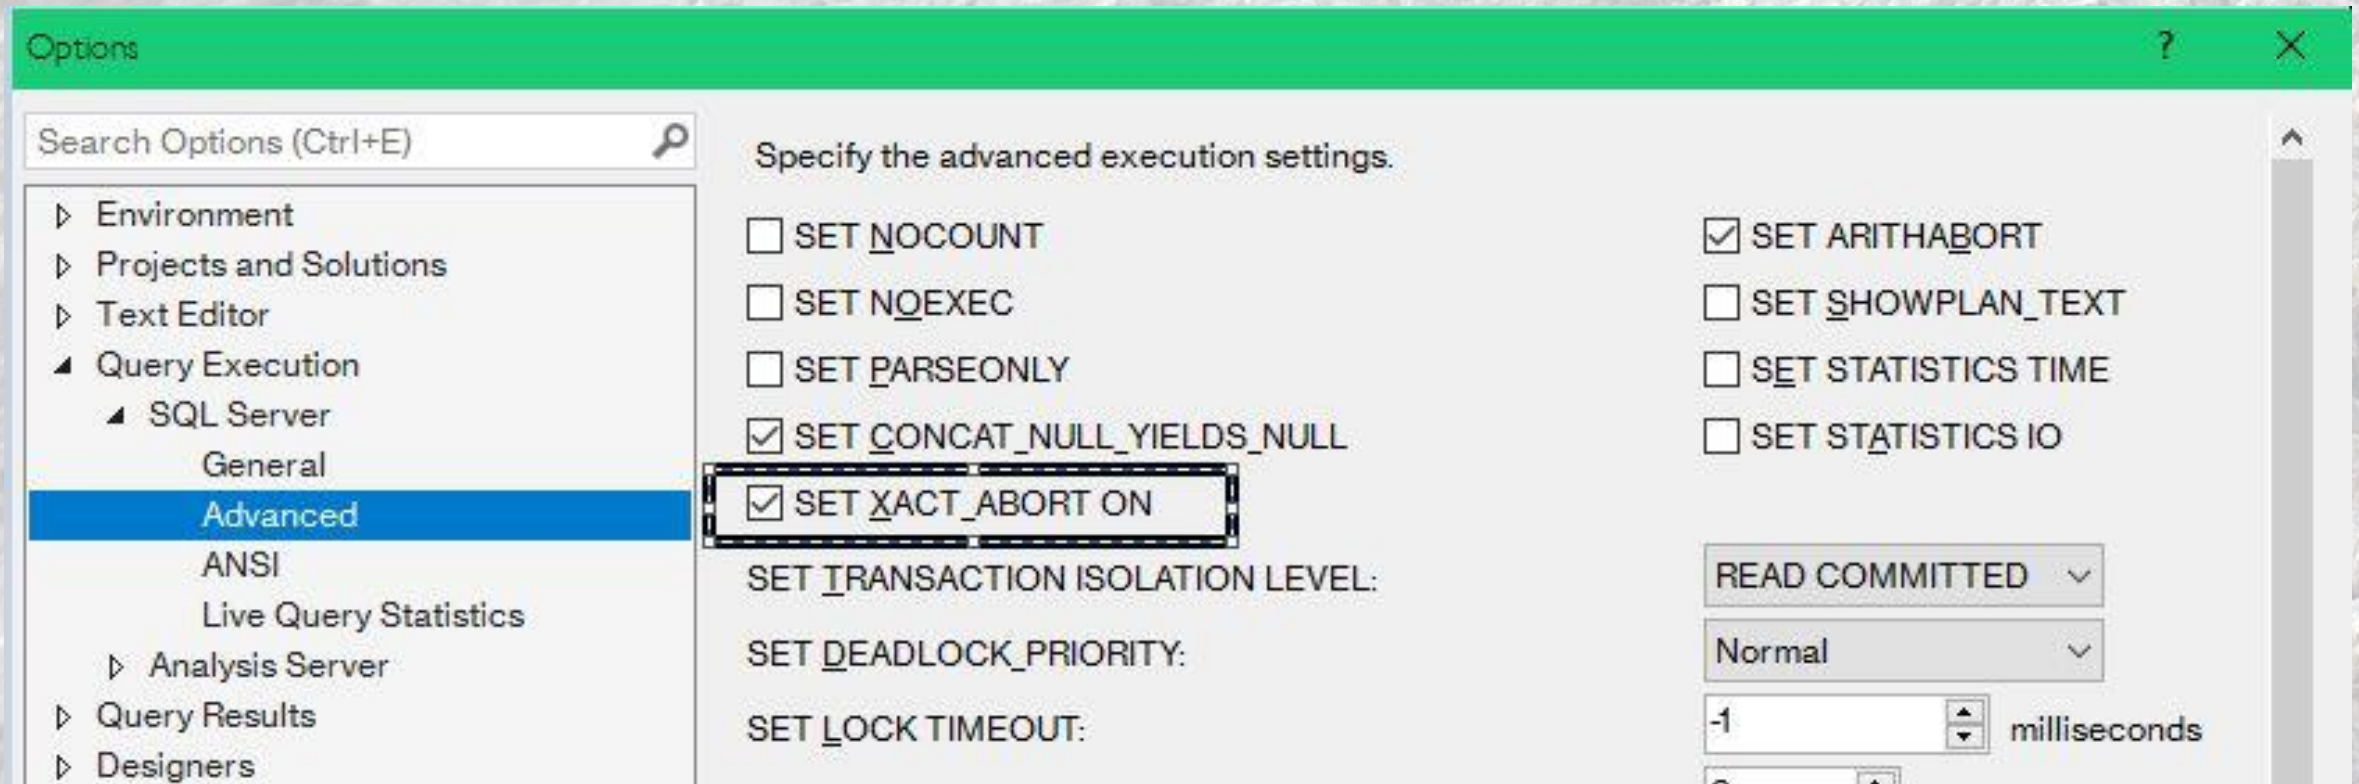 Options ?
Search Options (Ctrl+E)
Environment
Projects and Solutions
Text Editor
Query Execution
SQL Server
General
Advanced
ANSI
Live Query Statistics
Analysis Server
Query Results
Designers
Specify the advanced execution settings.
SET NOCOUNT
SET NOEXEC
SET PARSEONLY
SET CONCAT_NULL_YIELDS_NULL
SET XACT_ABORT ON
SET ARITHABORT
SET SHOWPLAN_TEXT
SET STATISTICS TIME
SET STATISTICS IO
SET TRANSACTION ISOLATION LEVEL: READ COMMITTED
SET DEADLOCK_PRIORITY: Normal
SET LOCK TIMEOUT: -1 milliseconds